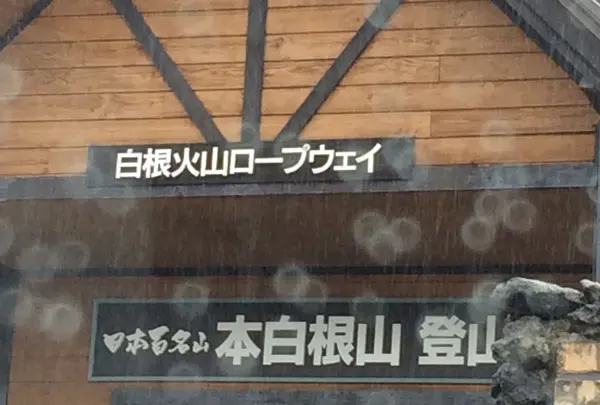 白根火山ロープウェイ
日本百名山 本白根山 登山